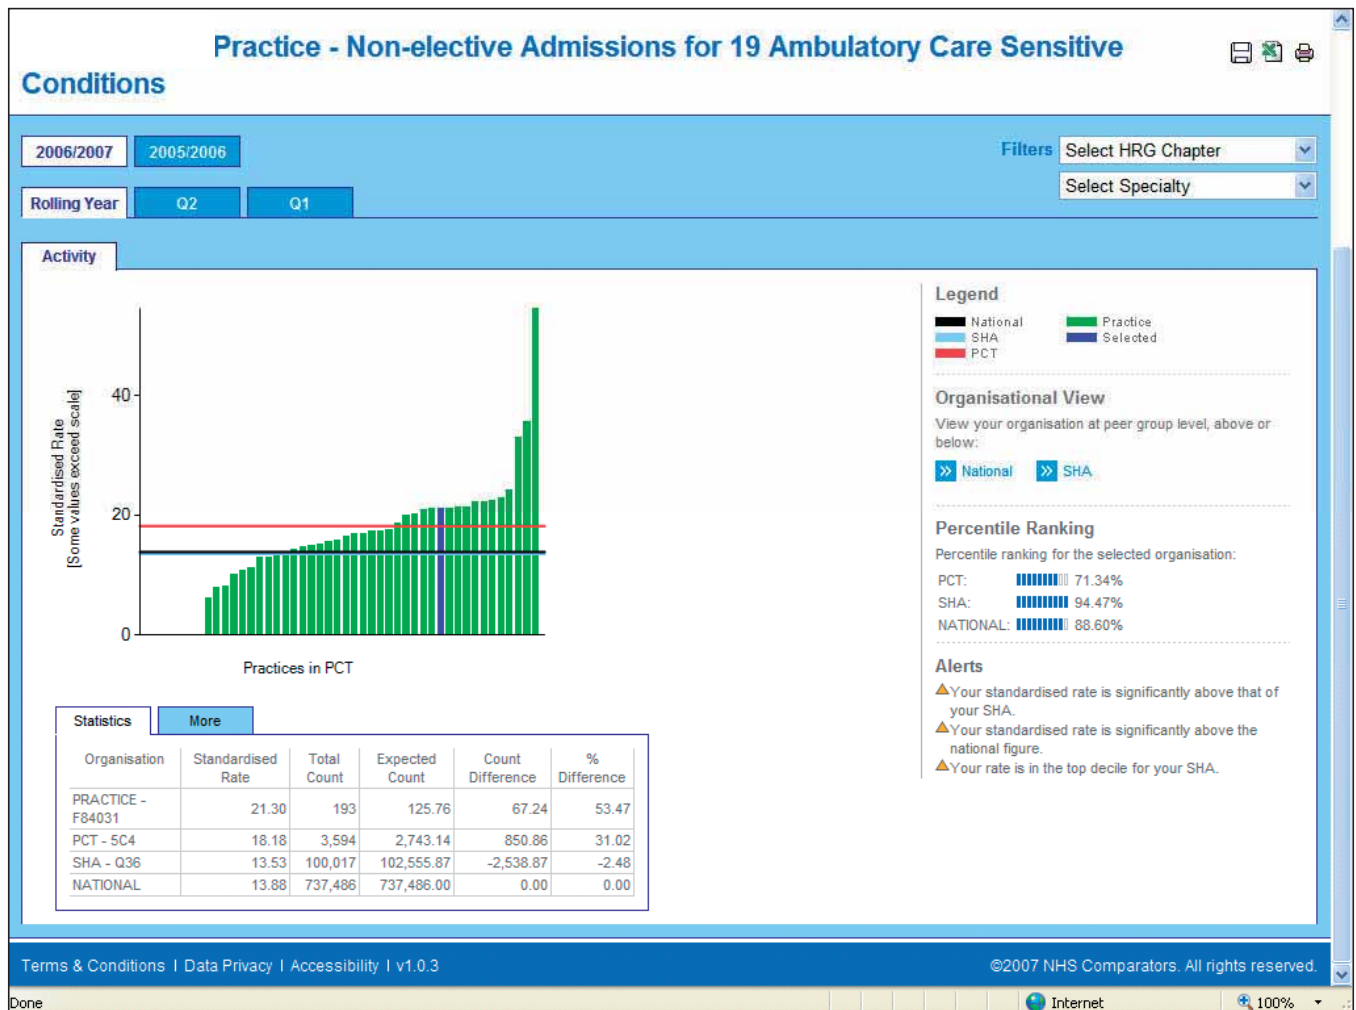 Practice - Non-elective Admissions for 19 Ambulatory Care Sensitive
Conditions
2006/2007 2005/2006
Filters Select HRG Chapter
Select Specialty
Rolling Year Q2 Q1
Activity
Standardised Rate
[Some values exceed scale]
40
20
0
Practices in PCT
Legend
National Practice
SHA Selected
PCT
Organisational View
View your organisation at peer group level, above or
below:
National SHA
Percentile Ranking
Percentile ranking for the selected organisation:
PCT: 71.34%
SHA: 94.47%
NATIONAL: 88.60%
Alerts
Your standardised rate is significantly above that of
your SHA.
Your standardised rate is significantly above the
national figure.
Your rate is in the top decile for your SHA.
Statistics More
Organisation Standardised Rate Total Count Expected Count Count Difference % Difference
PRACTICE - F84031 21.30 193 125.76 67.24 53.47
PCT - 5C4 18.18 3,594 2,743.14 850.86 31.02
SHA - Q36 13.53 100,017 102,555.87 -2,538.87 -2.48
NATIONAL 13.88 737,486 737,486.00 0.00 0.00
Terms & Conditions | Data Privacy | Accessibility | v1.0.3
©2007 NHS Comparators. All rights reserved.
Done Internet 100%